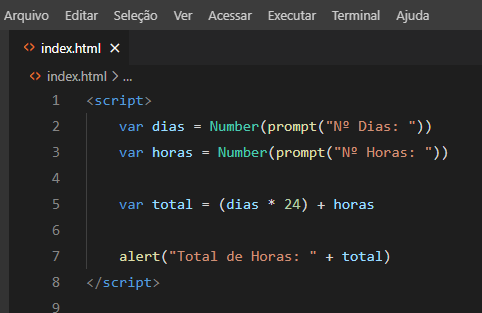 Arquivo Editar Seleção Ver Acessar Executar Terminal Ajuda
<> index.html ×
<> index.html > ...
1 <script>
2 var dias = Number(prompt("Nº Dias: "))
3 var horas = Number(prompt("Nº Horas: "))
4
5 var total = (dias * 24) + horas
6
7 alert("Total de Horas: " + total)
8 </script>
9